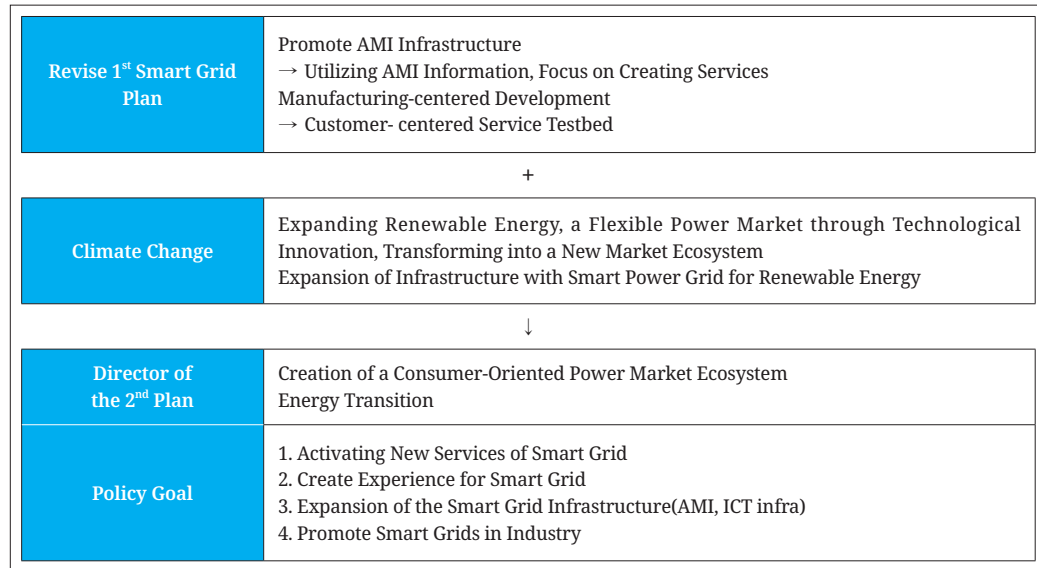 Revise 1st Smart Grid
Plan
Promote AMI Infrastructure
→ Utilizing AMI Information, Focus on Creating Services
Manufacturing-centered Development
→ Customer- centered Service Testbed
+
Climate Change
Expanding Renewable Energy, a Flexible Power Market through Technological
Innovation, Transforming into a New Market Ecosystem
Expansion of Infrastructure with Smart Power Grid for Renewable Energy
↓
Director of
the 2nd Plan
Creation of a Consumer-Oriented Power Market Ecosystem
Energy Transition
Policy Goal
1. Activating New Services of Smart Grid
2. Create Experience for Smart Grid
3. Expansion of the Smart Grid Infrastructure(AMI, ICT infra)
4. Promote Smart Grids in Industry